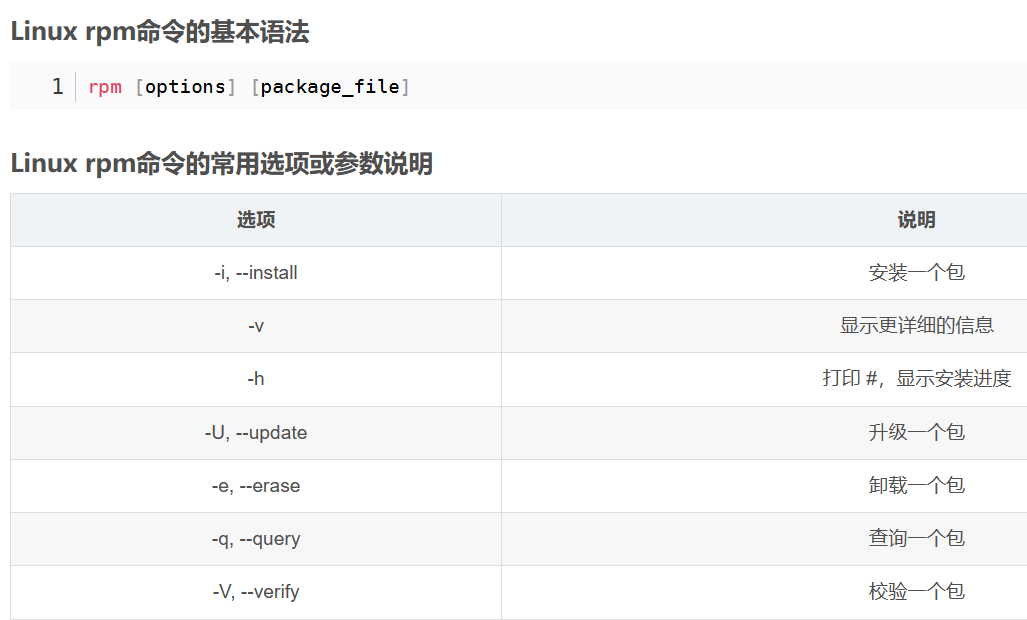 Linux rpm命令的基本语法
1 rpm [options] [package_file]
Linux rpm命令的常用选项或参数说明
选项 说明
-i, --install 安装一个包
-v 显示更详细的信息
-h 打印 #，显示安装进度
-U, --update 升级一个包
-e, --erase 卸载一个包
-q, --query 查询一个包
-V, --verify 校验一个包